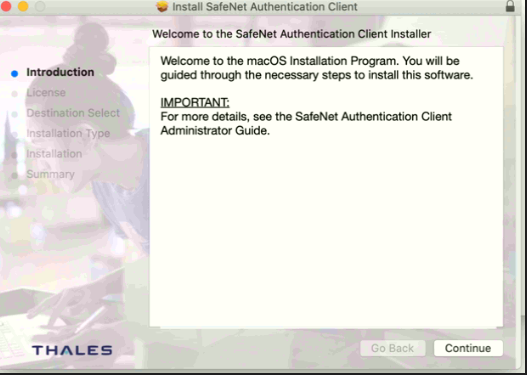 Install SafeNet Authentication Client
Welcome to the SafeNet Authentication Client Installer
Introduction
License
Destination Select
Installation Type
Installation
Summary
Welcome to the macOS Installation Program. You will be
guided through the necessary steps to install this software.
IMPORTANT:
For more details, see the SafeNet Authentication Client
Administrator Guide.
THALES
Go Back
Continue